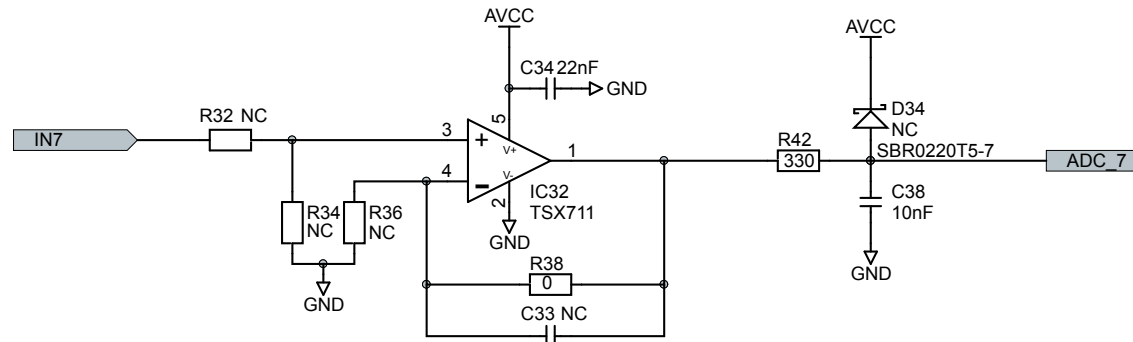 AVCC
C34 22nF
GND
AVCC
R32 NC
IN7
3
5
+
V+
4
-
V-
1
2
IC32
TSX711
GND
R34
NC
R36
NC
GND
R38
0
C33 NC
R42
330
D34
NC
SBR0220T5-7
ADC_7
C38
10nF
GND